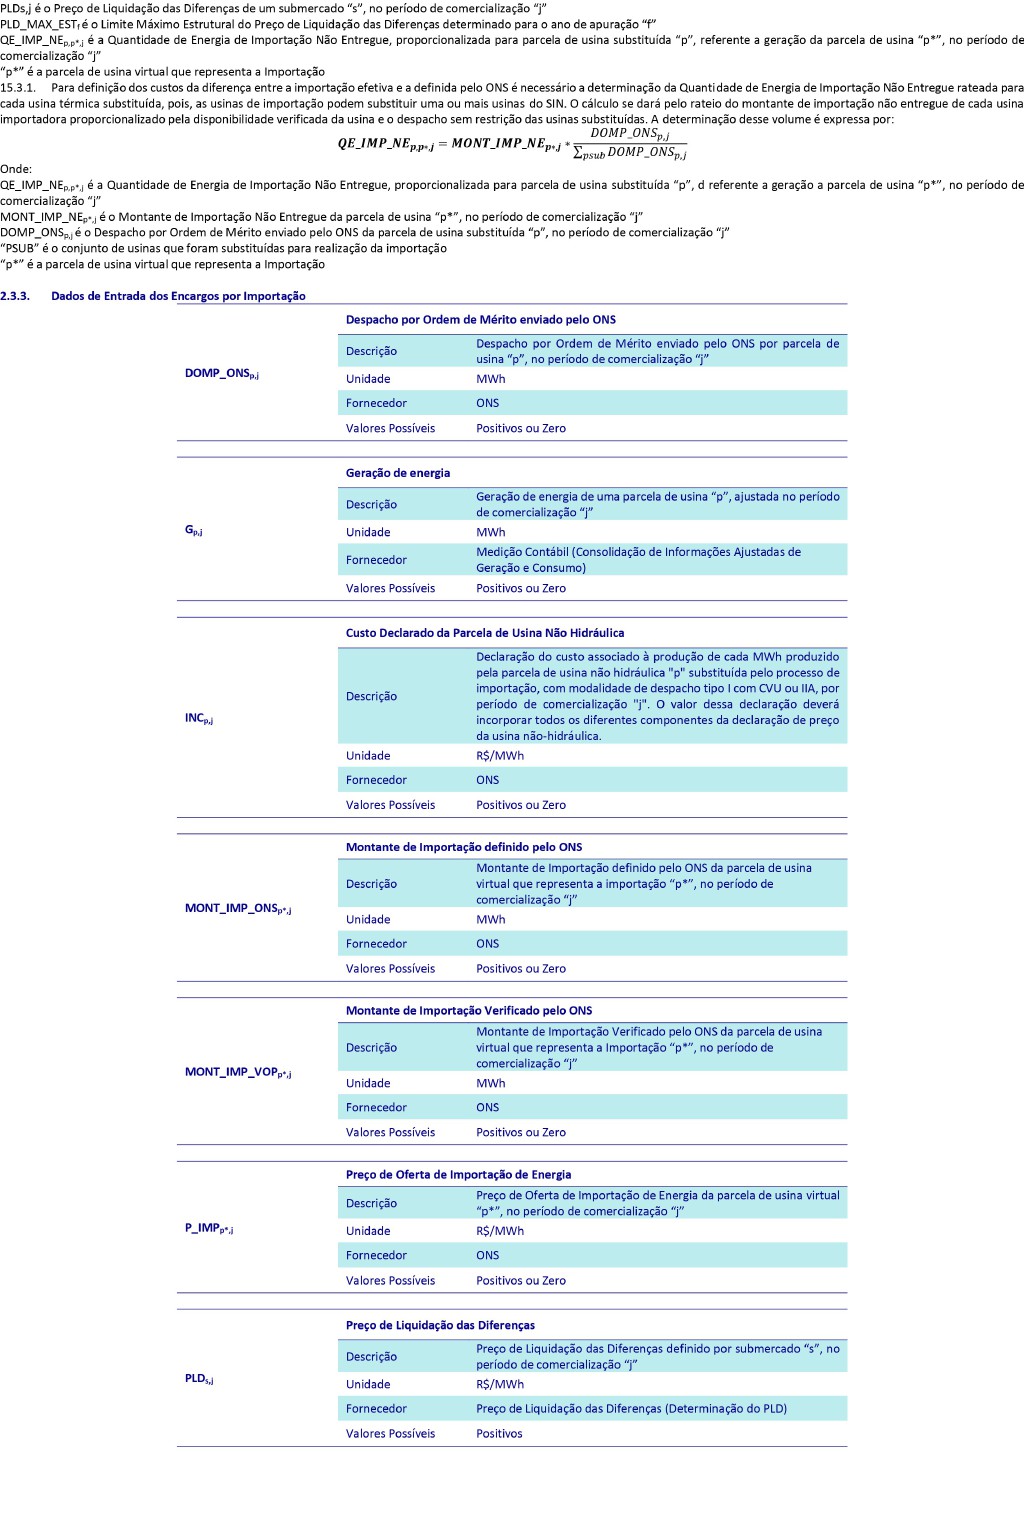 PLDs,j é o Preço de Liquidação das Diferenças de um submercado “s”, no período de comercialização “j”
PLD_MAX_ESTf é o Limite Máximo Estrutural do Preço de Liquidação das Diferenças determinado para o ano de apuração “f”
QE_IMP_NEp,p*,j é a Quantidade de Energia de Importação Não Entregue, proporcionalizada para parcela de usina substituída “p”, referente a geração da parcela de usina “p*”, no período de
comercialização “j”
“p*” é a parcela de usina virtual que representa a Importação
15.3.1. Para definição dos custos da diferença entre a importação efetiva e a definida pelo ONS é necessário a determinação da Quantidade de Energia de Importação Não Entregue rateada para
cada usina térmica substituída, pois, as usinas de importação podem substituir uma ou mais usinas do SIN. O cálculo se dará pelo rateio do montante de importação não entregue de cada usina
importadora proporcionalizado pela disponibilidade verificada da usina e o despacho sem restrição das usinas substituídas. A determinação desse volume é expressa por:
QE_IMP_NEp,p*,j = MONT_IMP_NEp*,j * DOMP_ONSp,j / ∑psub DOMP_ONSp,j
Onde:
QE_IMP_NEp,p*,j é a Quantidade de Energia de Importação Não Entregue, proporcionalizada para parcela de usina substituída “p”, d referente a geração a parcela de usina “p*”, no período de
comercialização “j”
MONT_IMP_NEp*,j é o Montante de Importação Não Entregue da parcela de usina “p*”, no período de comercialização “j”
DOMP_ONSp,j é o Despacho por Ordem de Mérito enviado pelo ONS da parcela de usina substituída “p”, no período de comercialização “j”
“PSUB” é o conjunto de usinas que foram substituídas para realização da importação
“p*” é a parcela de usina virtual que representa a Importação
2.3.3. Dados de Entrada dos Encargos por Importação
DOMP_ONSp,j
Despacho por Ordem de Mérito enviado pelo ONS
Descrição Despacho por Ordem de Mérito enviado pelo ONS por parcela de
usina “p”, no período de comercialização “j”
Unidade MWh
Fornecedor ONS
Valores Possíveis Positivos ou Zero
Gp,j
Geração de energia
Descrição Geração de energia de uma parcela de usina “p”, ajustada no período
de comercialização “j”
Unidade MWh
Fornecedor Medição Contábil (Consolidação de Informações Ajustadas de
Geração e Consumo)
Valores Possíveis Positivos ou Zero
INCp,j
Custo Declarado da Parcela de Usina Não Hidráulica
Descrição Declaração do custo associado à produção de cada MWh produzido
pela parcela de usina não hidráulica "p" substituída pelo processo de
importação, com modalidade de despacho tipo I com CVU ou IIA, por
período de comercialização "j". O valor dessa declaração deverá
incorporar todos os diferentes componentes da declaração de preço
da usina não-hidráulica.
Unidade R$/MWh
Fornecedor ONS
Valores Possíveis Positivos ou Zero
MONT_IMP_ONSp*,j
Montante de Importação definido pelo ONS
Descrição Montante de Importação definido pelo ONS da parcela de usina
virtual que representa a importação “p*”, no período de
comercialização “j”
Unidade MWh
Fornecedor ONS
Valores Possíveis Positivos ou Zero
MONT_IMP_VOPp*,j
Montante de Importação Verificado pelo ONS
Descrição Montante de Importação Verificado pelo ONS da parcela de usina
virtual que representa a Importação “p*”, no período de
comercialização “j”
Unidade MWh
Fornecedor ONS
Valores Possíveis Positivos ou Zero
P_IMPp*,j
Preço de Oferta de Importação de Energia
Descrição Preço de Oferta de Importação de Energia da parcela de usina virtual
“p*”, no período de comercialização “j”
Unidade R$/MWh
Fornecedor ONS
Valores Possíveis Positivos ou Zero
PLDs,j
Preço de Liquidação das Diferenças
Descrição Preço de Liquidação das Diferenças definido por submercado “s”, no
período de comercialização “j”
Unidade R$/MWh
Fornecedor Preço de Liquidação das Diferenças (Determinação do PLD)
Valores Possíveis Positivos